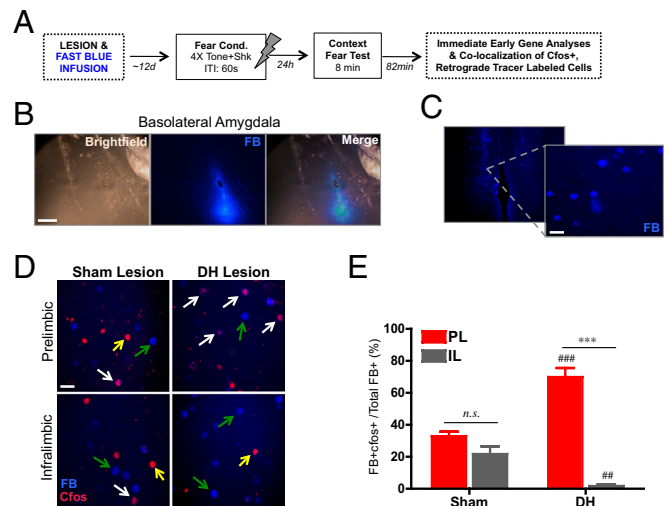 A
LESION &
FAST BLUE
INFUSION
~12d
Fear Cond.
4X Tone+Shk
ITI: 60s
24h
Context
Fear Test
8 min
82min
Immediate Early Gene Analyses
& Co-localization of Cfos+,
Retrograde Tracer Labeled Cells
B
Basolateral Amygdala
Brightfield
FB
Merge
C
FB
D
Sham Lesion
DH Lesion
Prelimbic
Infralimbic
FB
Cfos
E
FB+cfos+ /Total FB+ (%)
100
80
60
40
20
0
PL
IL
n.s.
***
###
##
Sham
DH